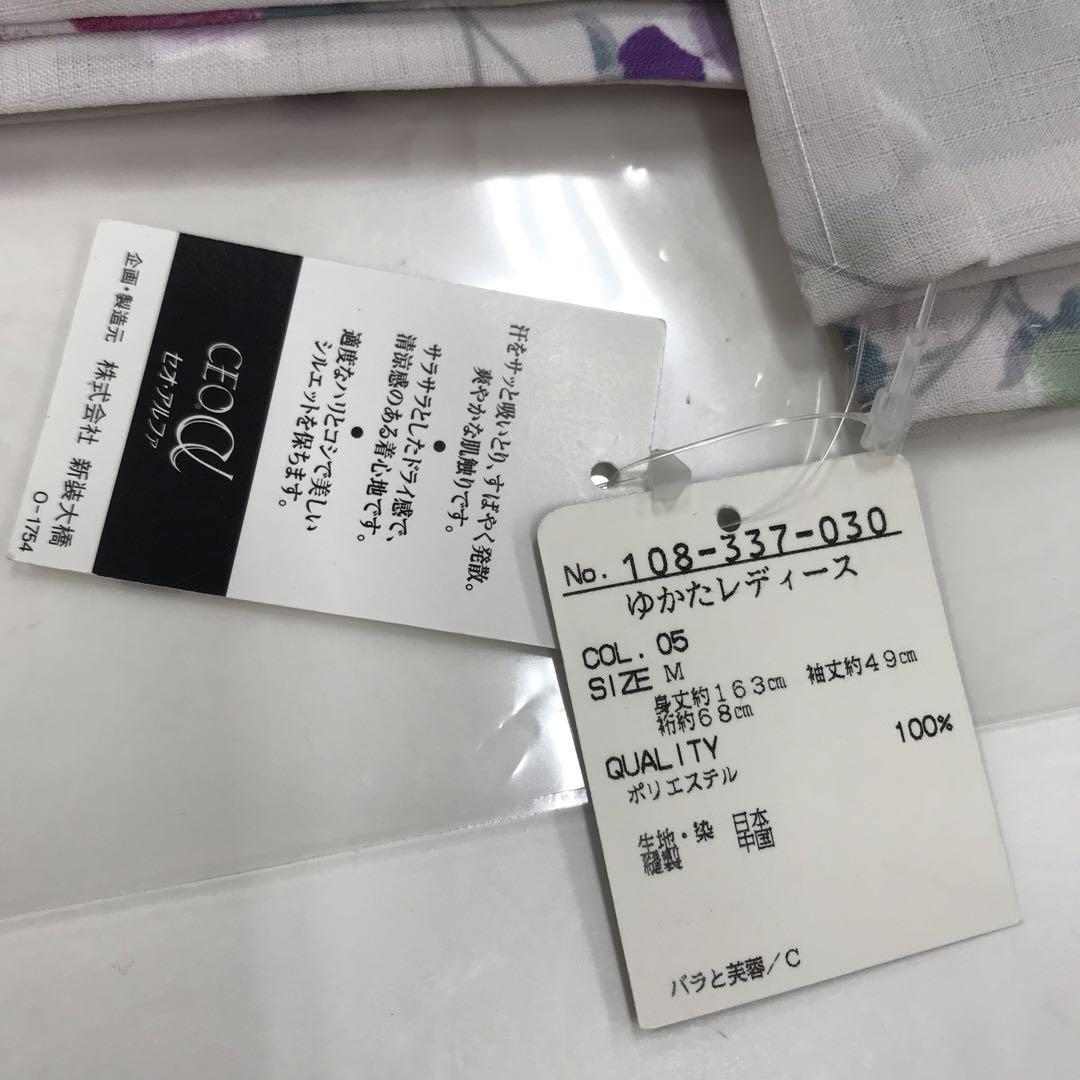 汗をサッと吸いとり、すばやく発散。
爽やかな肌触りです。
●
サラサラとしたドライ感で、
清涼感のある着心地です。
●
適度なハリとコシで美しい
シルエットを保ちます。
CEO.α
セオ・アルファ
企画・製造元 株式会社 新装大橋
O-1754
No. 108-337-030
ゆかたレディース
COL. 05
SIZE M
身丈約163cm 袖丈約49cm
裄約68cm
QUALITY
ポリエステル 100%
生地・染 日本
縫製 中国
バラと芙蓉/C